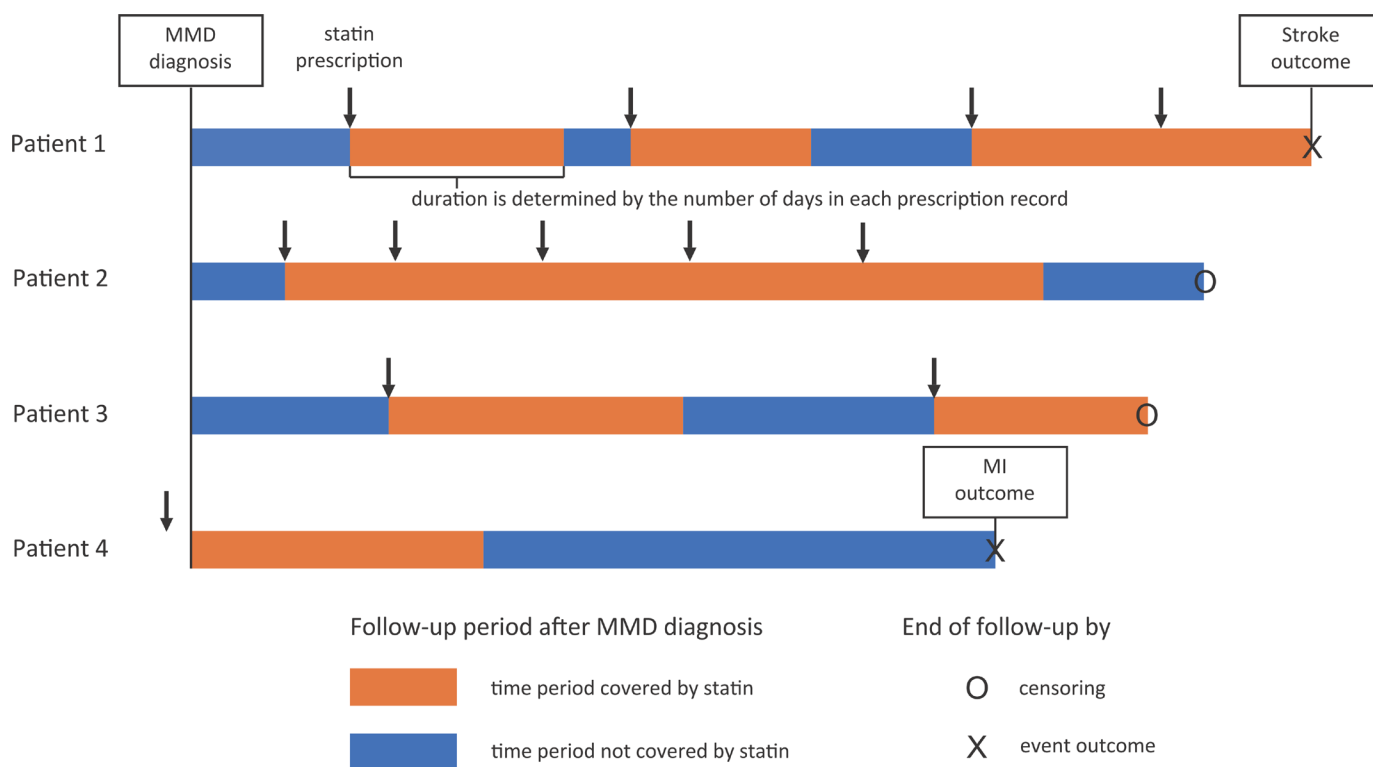 MMD
diagnosis
statin
prescription
Stroke
outcome
Patient 1
X
duration is determined by the number of days in each prescription record
Patient 2
O
Patient 3
O
MI
outcome
Patient 4
X
Follow-up period after MMD diagnosis
End of follow-up by
time period covered by statin
O censoring
time period not covered by statin
X event outcome